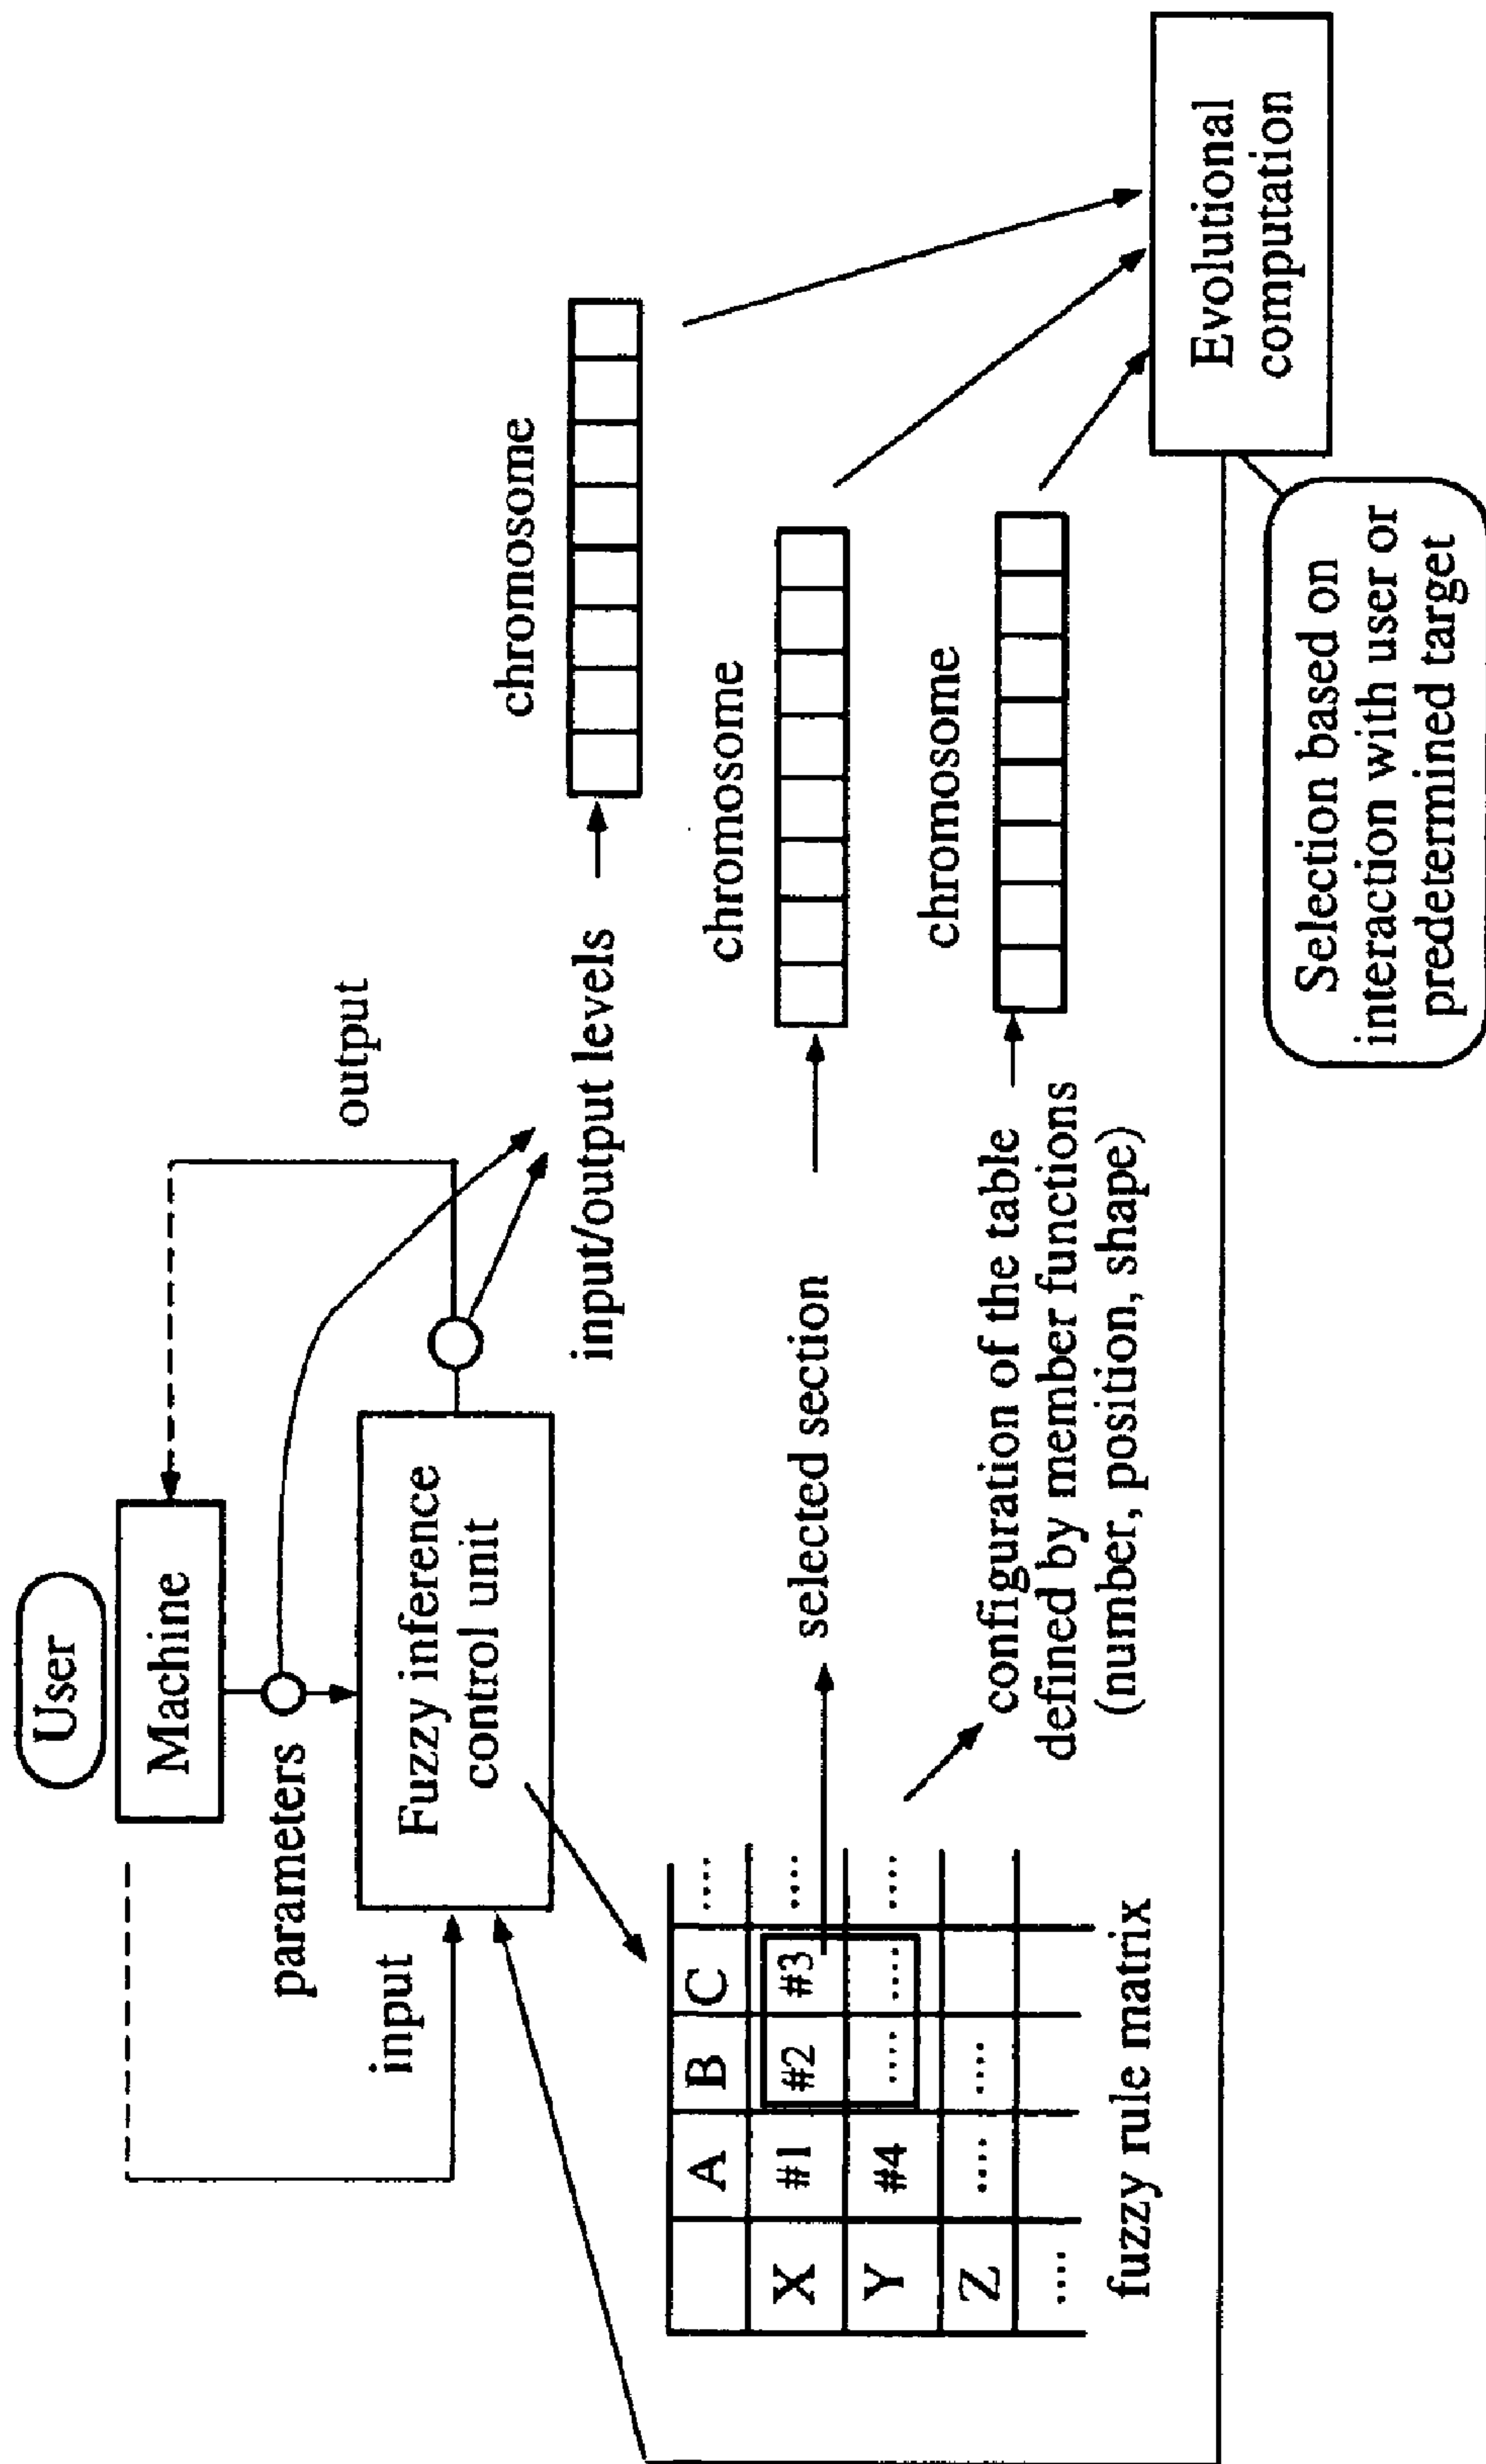 User
Machine
parameters
input
output
Fuzzy inference
control unit
input/output levels
chromosome
A B C ....
X #1 #2 #3 ....
Y #4 .... .... ....
Z .... ....
....
fuzzy rule matrix
selected section
chromosome
configuration of the table
defined by member functions
(number, position, shape)
chromosome
Evolutional
computation
Selection based on
interaction with user or
predetermined target